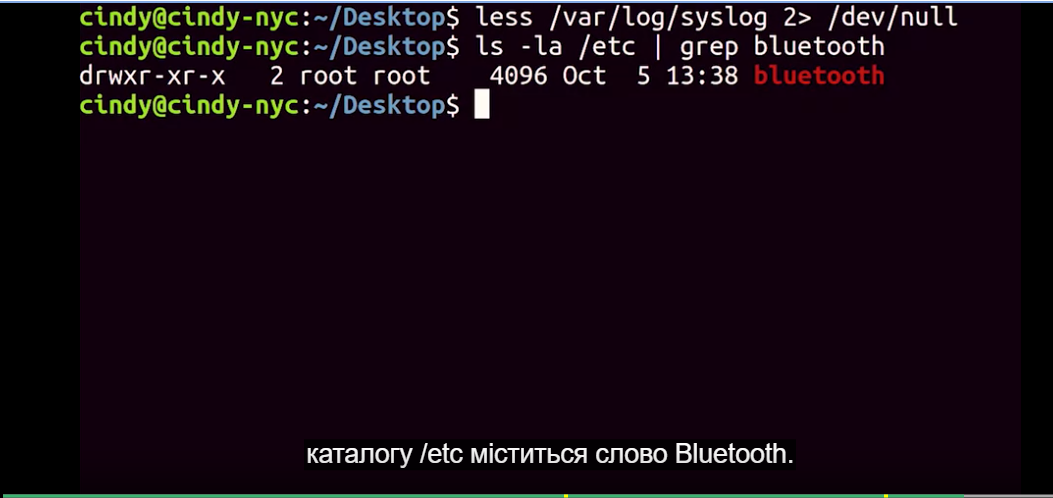 cindy@cindy-nyc:~/Desktop$ less /var/log/syslog 2> /dev/null
cindy@cindy-nyc:~/Desktop$ ls -la /etc | grep bluetooth
drwxr-xr-x   2 root root    4096 Oct  5 13:38 bluetooth
cindy@cindy-nyc:~/Desktop$
каталогу /etc міститься слово Bluetooth.